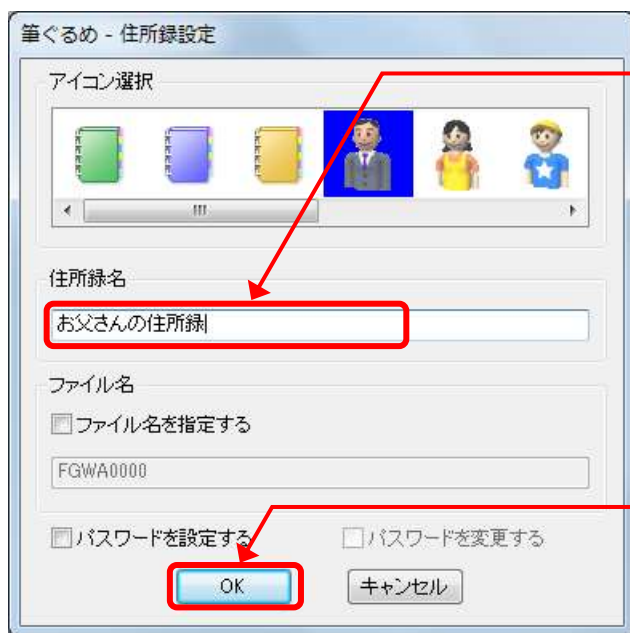 筆ぐるめ - 住所録設定
アイコン選択
住所録名
お父さんの住所録
ファイル名
ファイル名を指定する
FGWA0000
パスワードを設定する パスワードを変更する
OK キャンセル